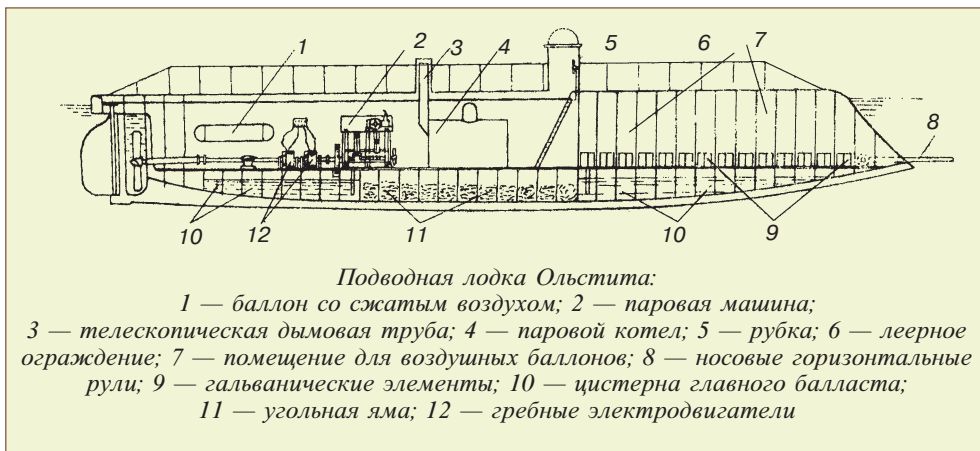 1 2 3 4 5 6 7
8
10 12 11 10 9
Подводная лодка Ольстита:
1 — баллон со сжатым воздухом; 2 — паровая машина;
3 — телескопическая дымовая труба; 4 — паровой котел; 5 — рубка; 6 — леерное
ограждение; 7 — помещение для воздушных баллонов; 8 — носовые горизонтальные
рули; 9 — гальванические элементы; 10 — цистерна главного балласта;
11 — угольная яма; 12 — гребные электродвигатели